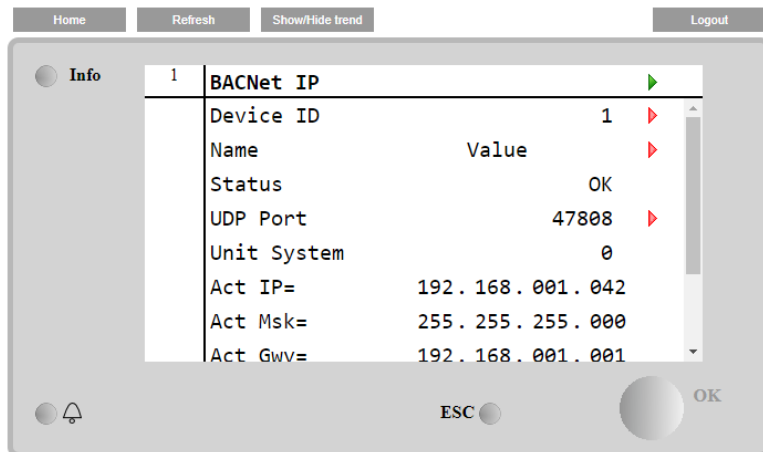 Home Refresh Show/Hide trend Logout
Info
1 BACNet IP
Device ID 1
Name Value
Status OK
UDP Port 47808
Unit System 0
Act IP= 192.168.001.042
Act Msk= 255.255.255.000
Act Gwy= 192.168.001.001
ESC OK